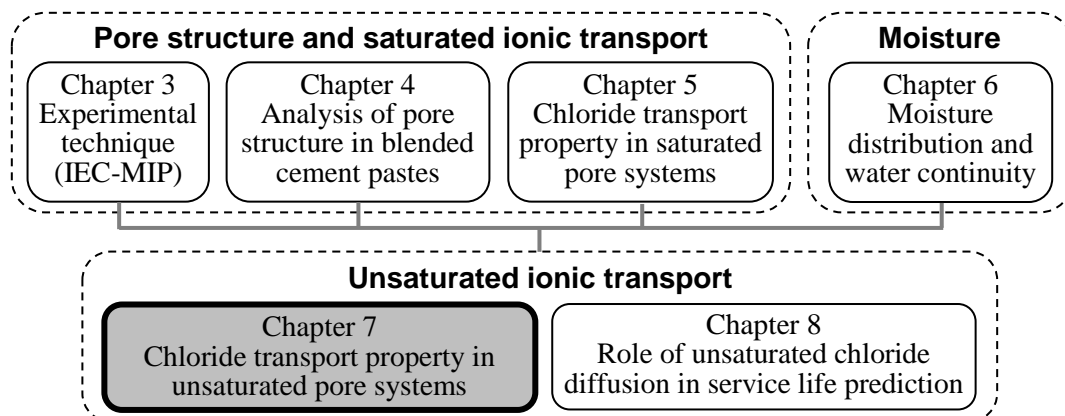 Pore structure and saturated ionic transport
Chapter 3
Experimental
technique
(IEC-MIP)
Chapter 4
Analysis of pore
structure in blended
cement pastes
Chapter 5
Chloride transport
property in saturated
pore systems
Moisture
Chapter 6
Moisture
distribution and
water continuity
Unsaturated ionic transport
Chapter 7
Chloride transport property in
unsaturated pore systems
Chapter 8
Role of unsaturated chloride
diffusion in service life prediction